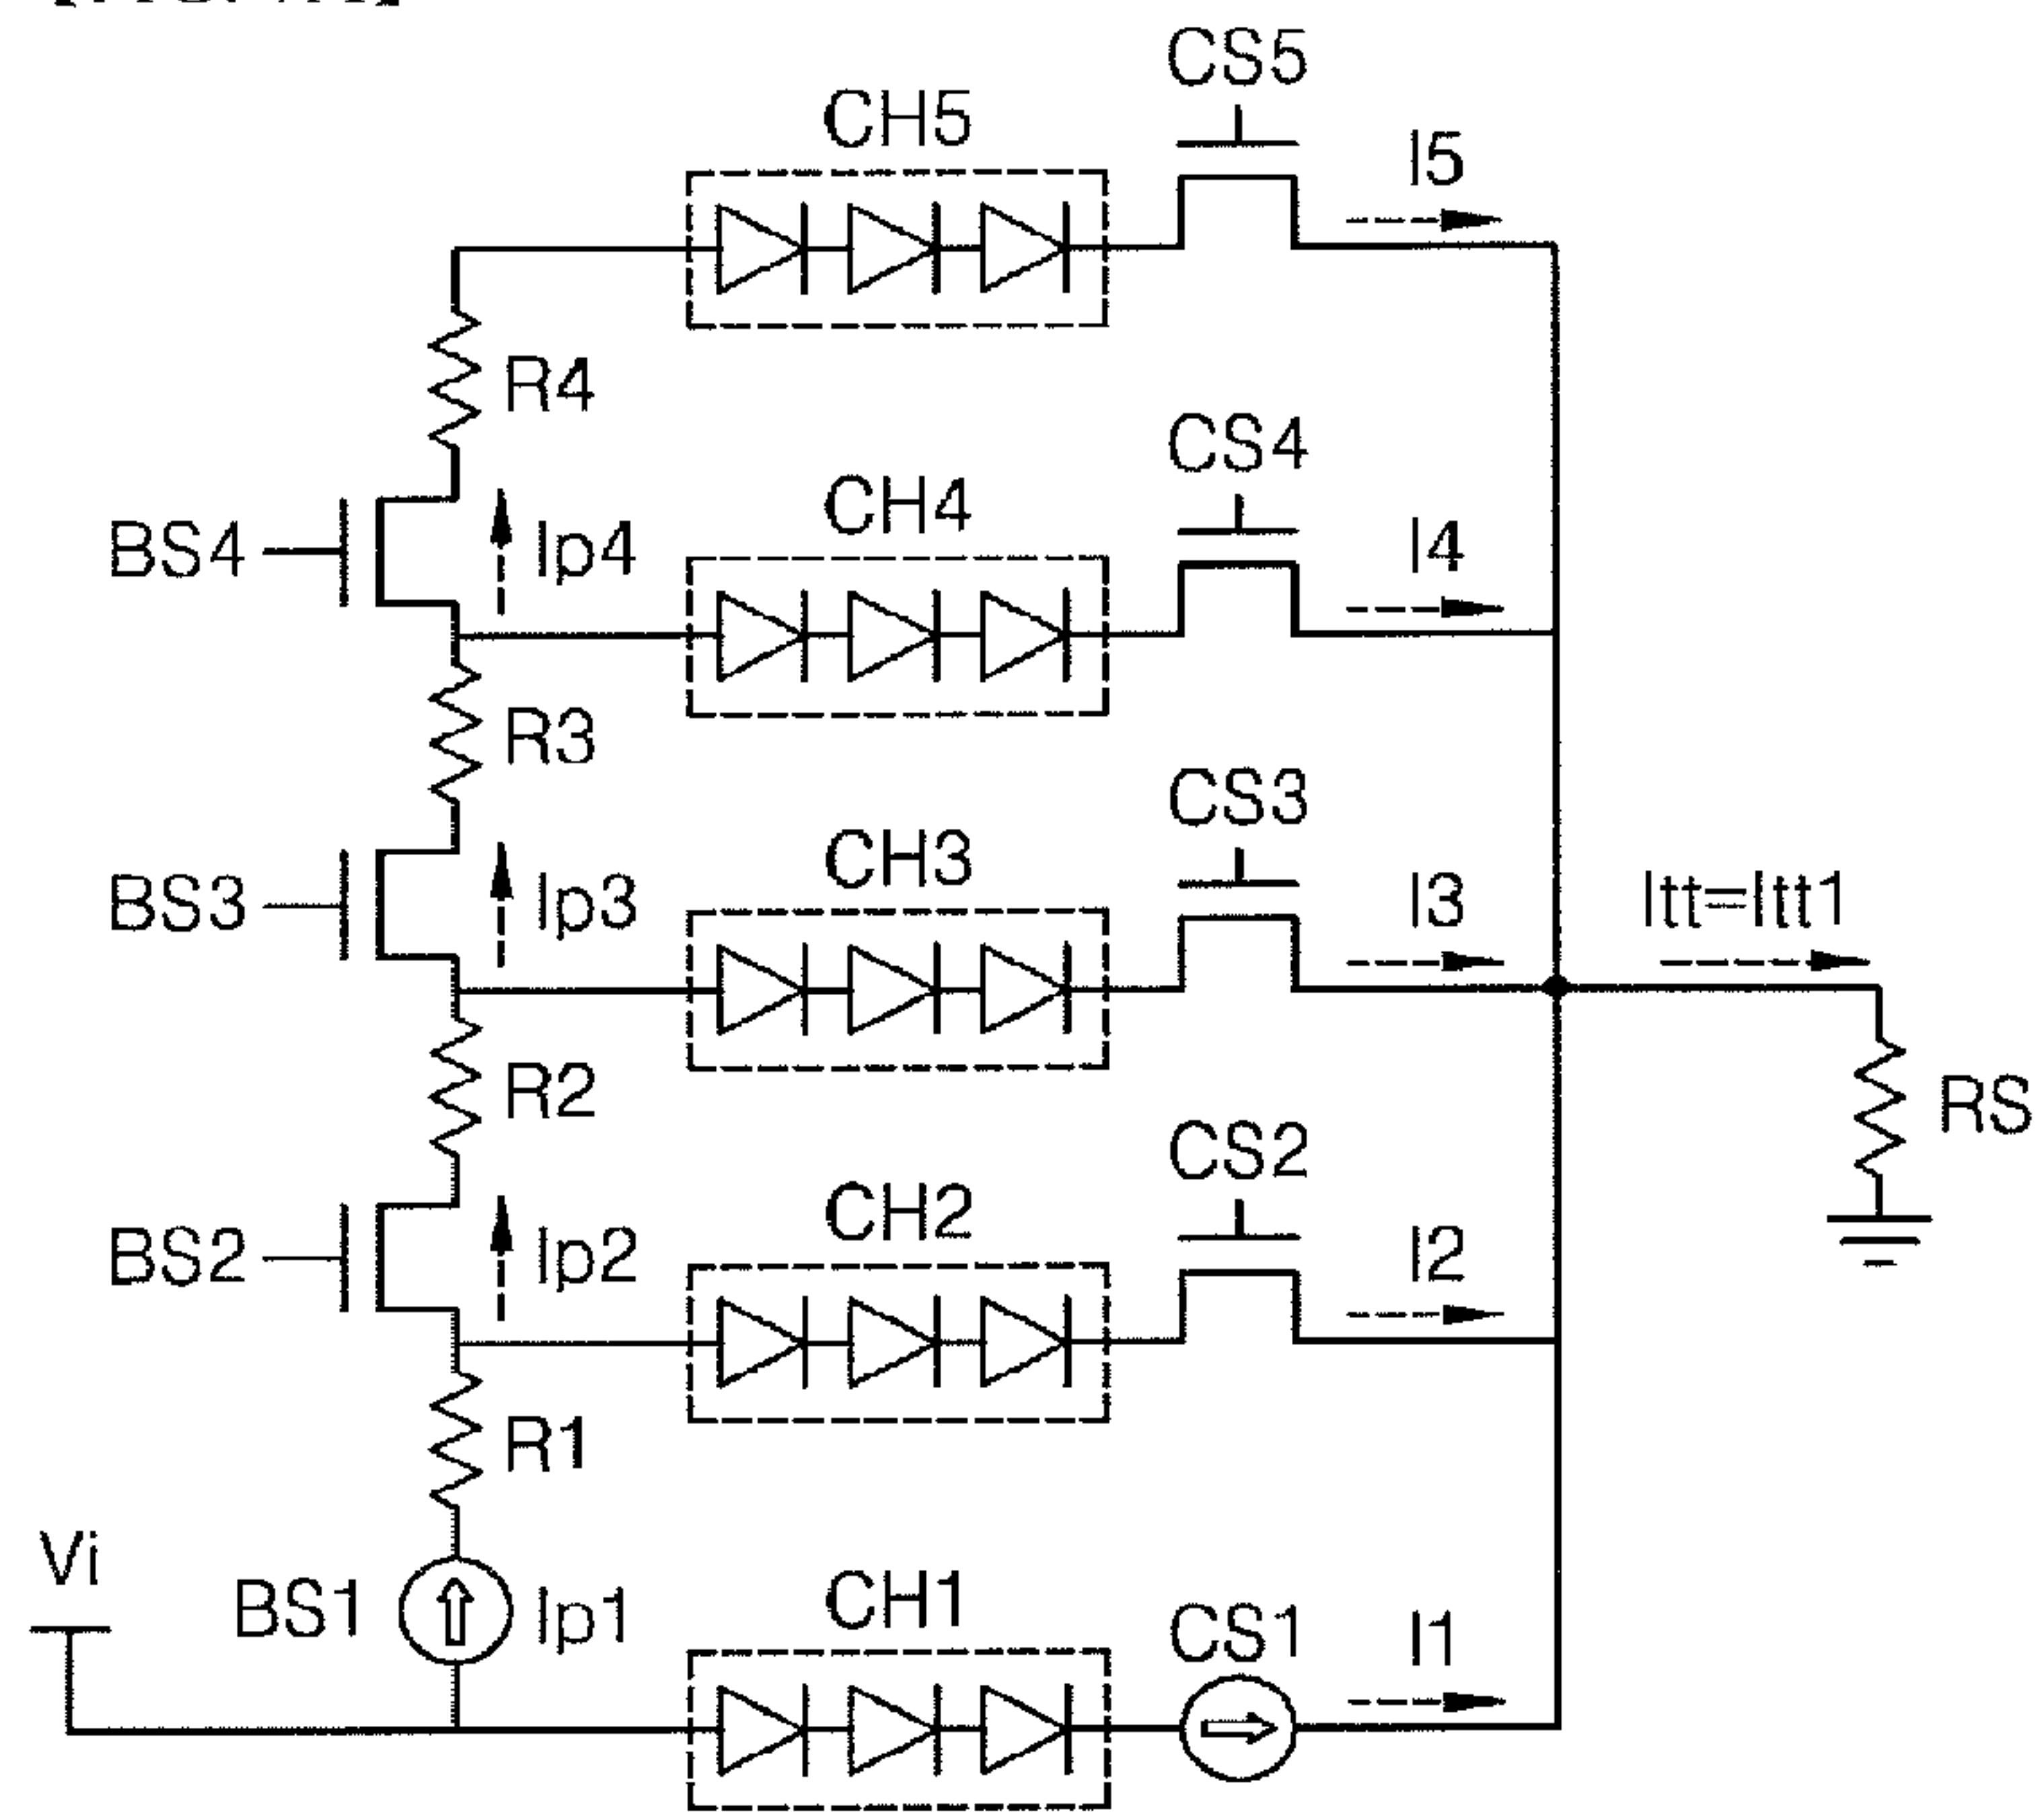 CS5
CH5
I5
R4
CS4
CH4
I4
BS4
Ip4
R3
CS3
CH3
I3
Itt=Itt1
BS3
Ip3
R2
RS
CS2
CH2
I2
BS2
Ip2
R1
Vi
BS1
Ip1
CH1
CS1
I1